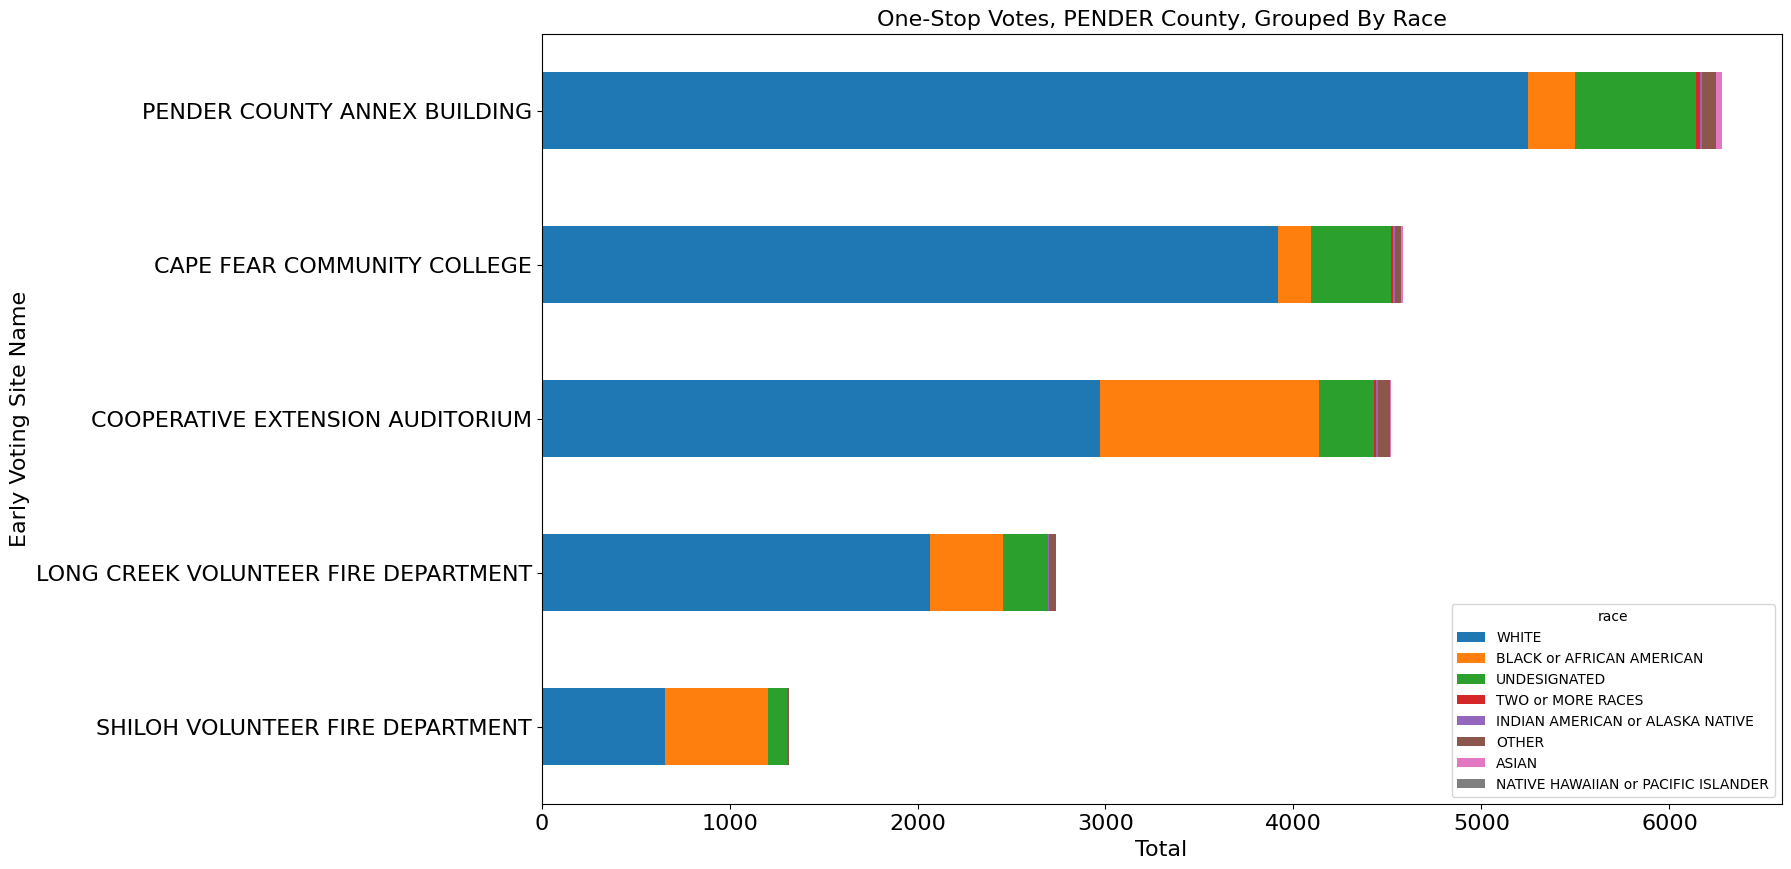 One-Stop Votes, PENDER County, Grouped By Race
Early Voting Site Name
PENDER COUNTY ANNEX BUILDING
CAPE FEAR COMMUNITY COLLEGE
COOPERATIVE EXTENSION AUDITORIUM
LONG CREEK VOLUNTEER FIRE DEPARTMENT
SHILOH VOLUNTEER FIRE DEPARTMENT
race
WHITE
BLACK or AFRICAN AMERICAN
UNDESIGNATED
TWO or MORE RACES
INDIAN AMERICAN or ALASKA NATIVE
OTHER
ASIAN
NATIVE HAWAIIAN or PACIFIC ISLANDER
0 1000 2000 3000 4000 5000 6000
Total